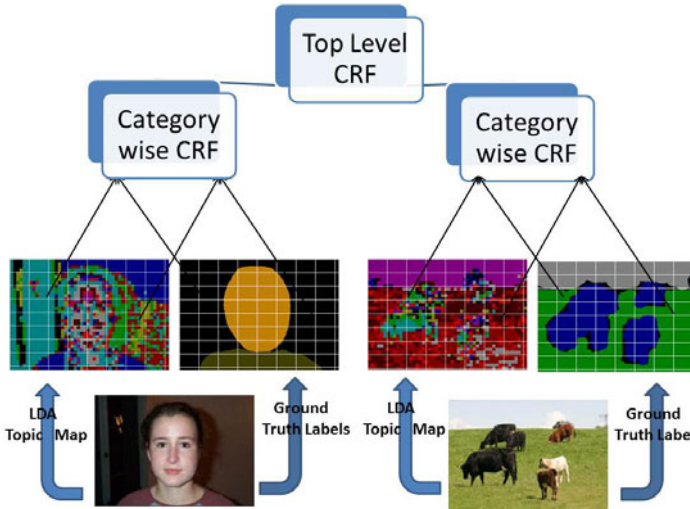 Top Level
CRF
Category
wise CRF
Category
wise CRF
LDA
Topic Map
Ground
Truth Labels
LDA
Topic Map
Ground
Truth Label